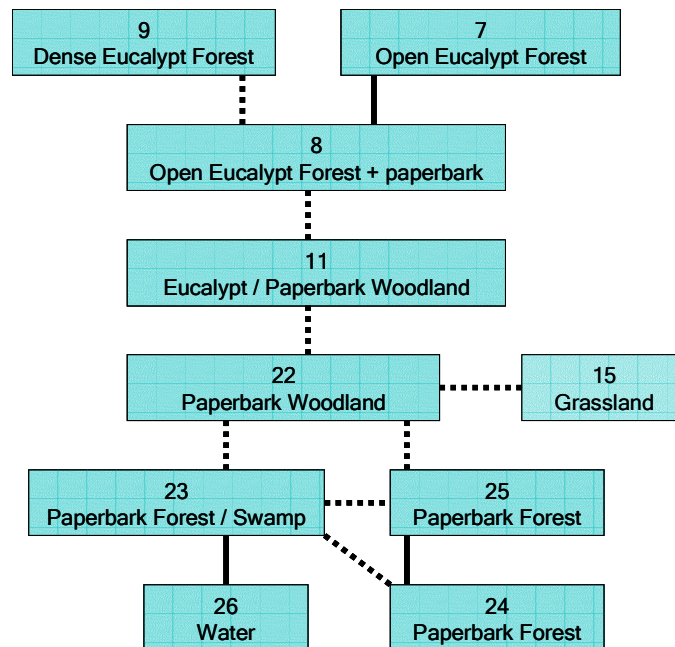 9
Dense Eucalypt Forest
7
Open Eucalypt Forest
8
Open Eucalypt Forest + paperbark
11
Eucalypt / Paperbark Woodland
22
Paperbark Woodland
15
Grassland
23
Paperbark Forest / Swamp
25
Paperbark Forest
26
Water
24
Paperbark Forest